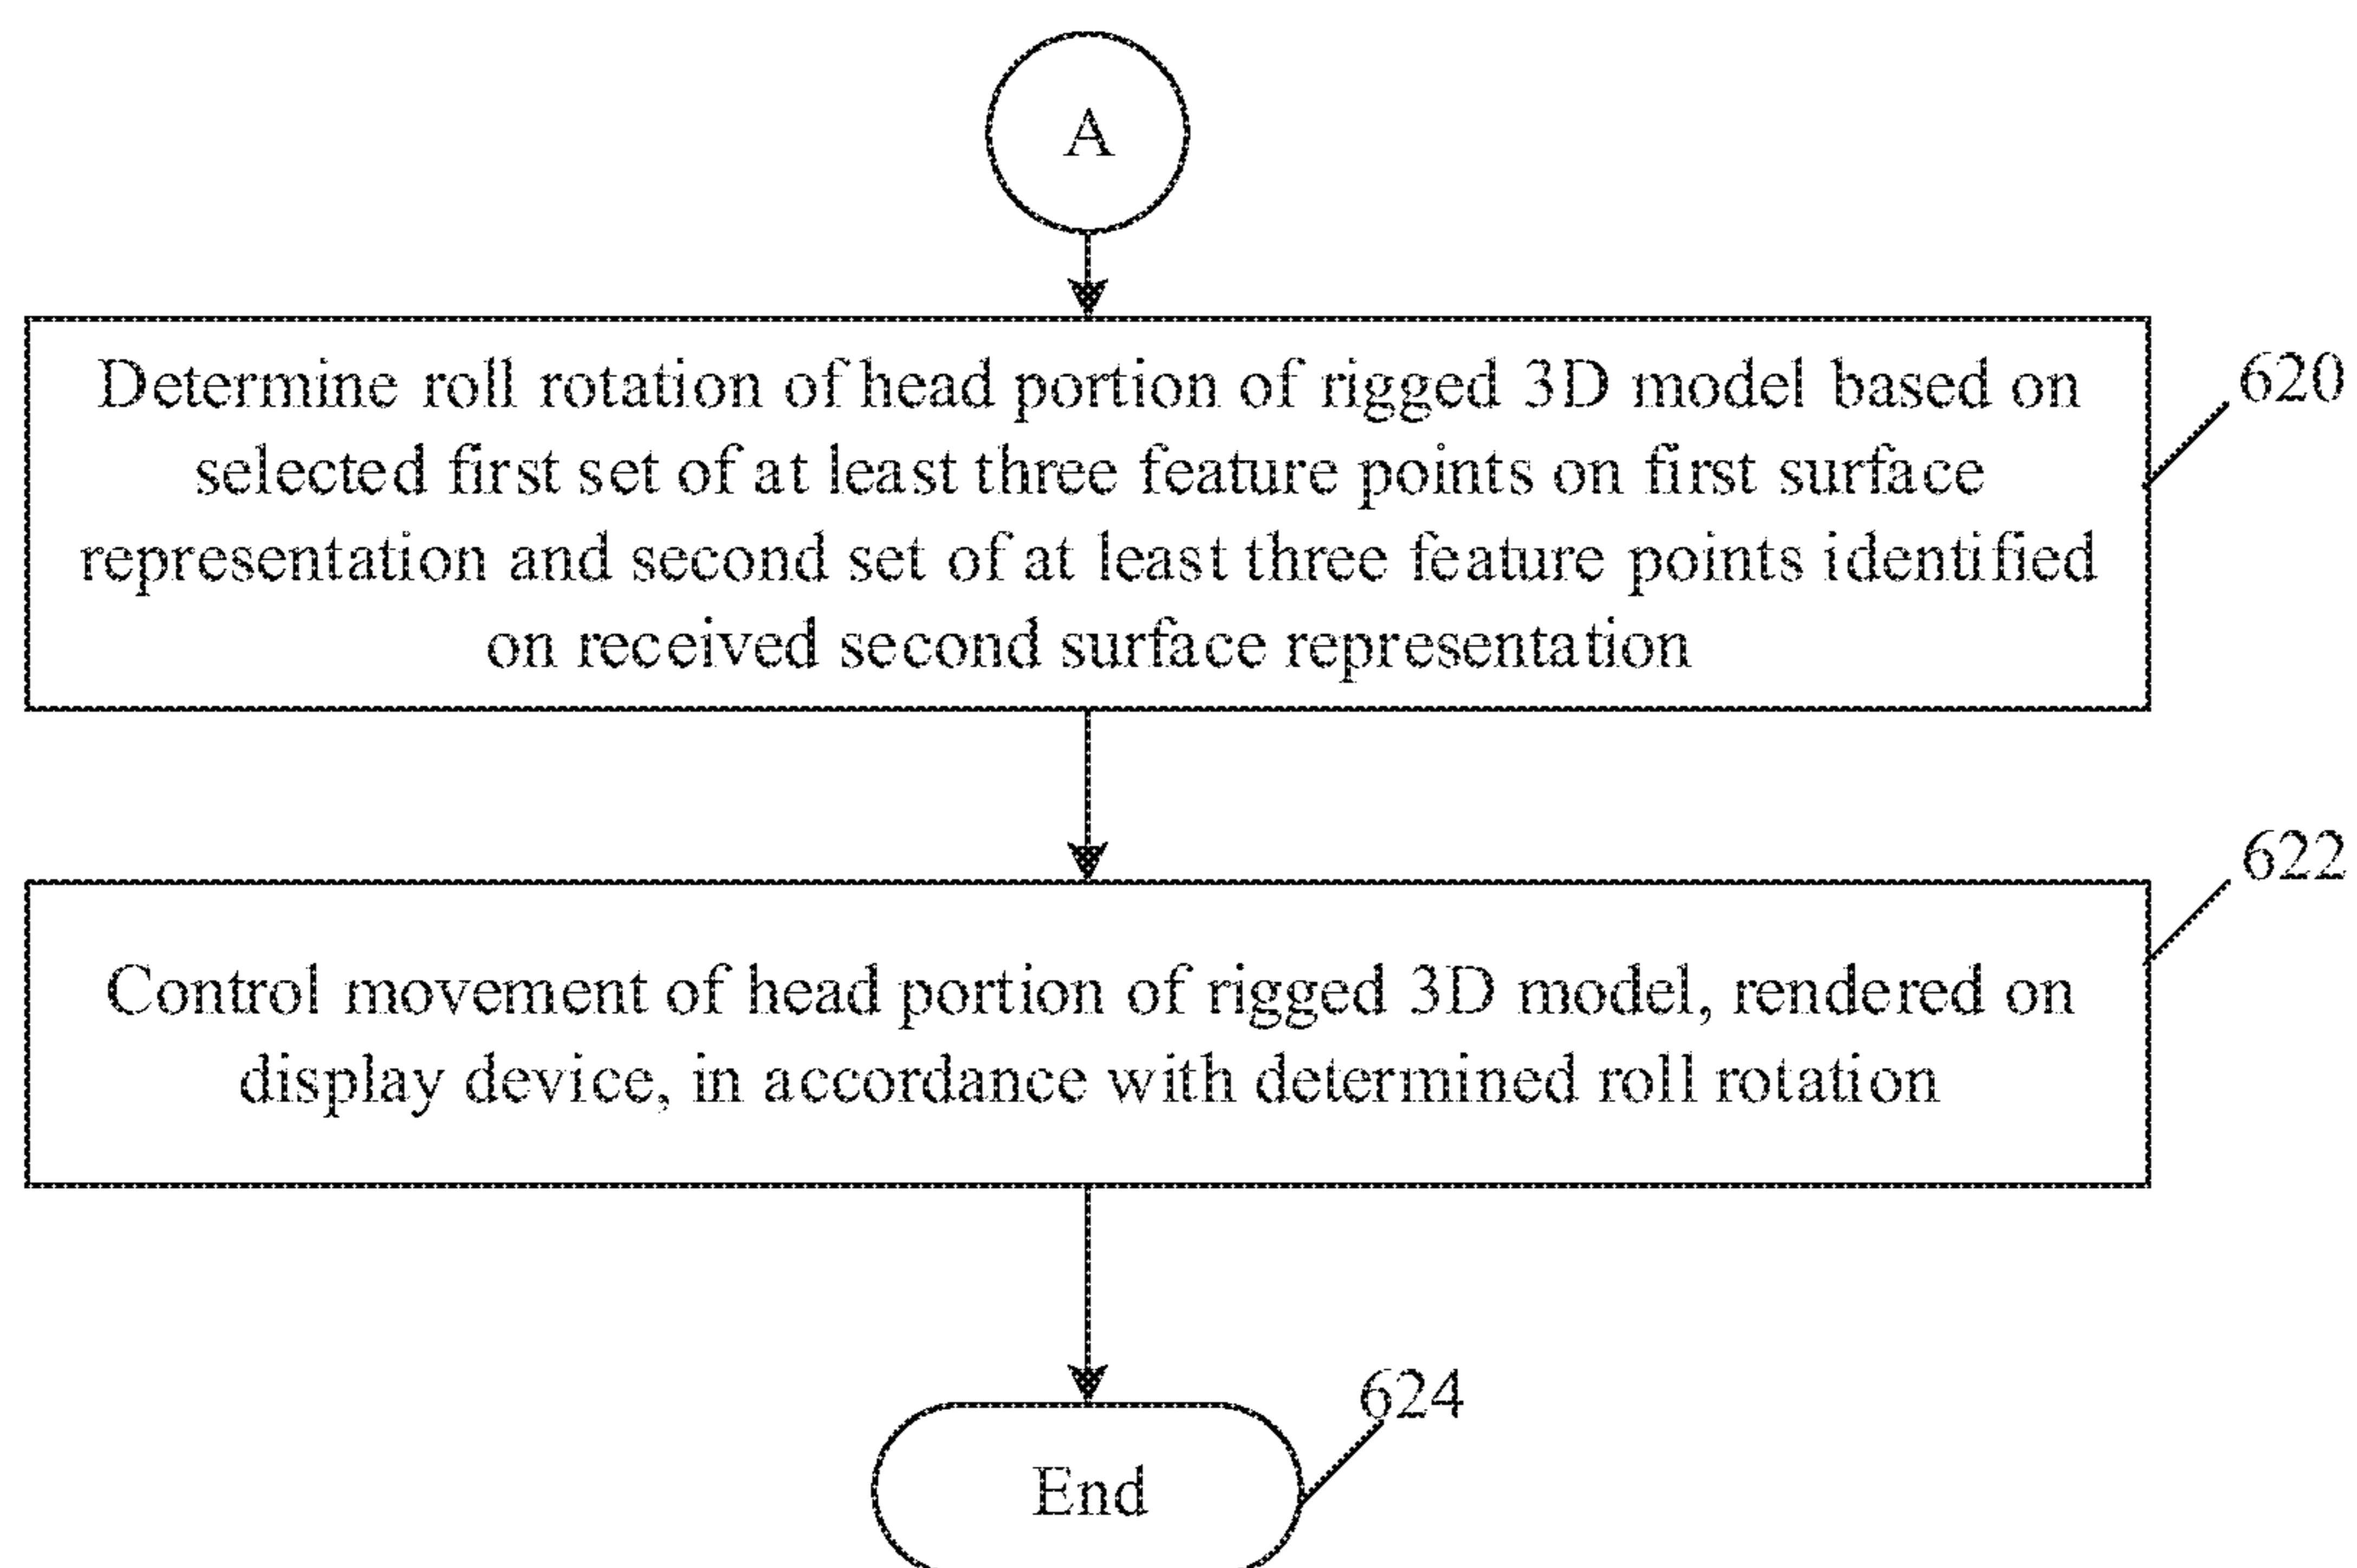 A
Determine roll rotation of head portion of rigged 3D model based on
selected first set of at least three feature points on first surface
representation and second set of at least three feature points identified
on received second surface representation
620
Control movement of head portion of rigged 3D model, rendered on
display device, in accordance with determined roll rotation
622
End
624